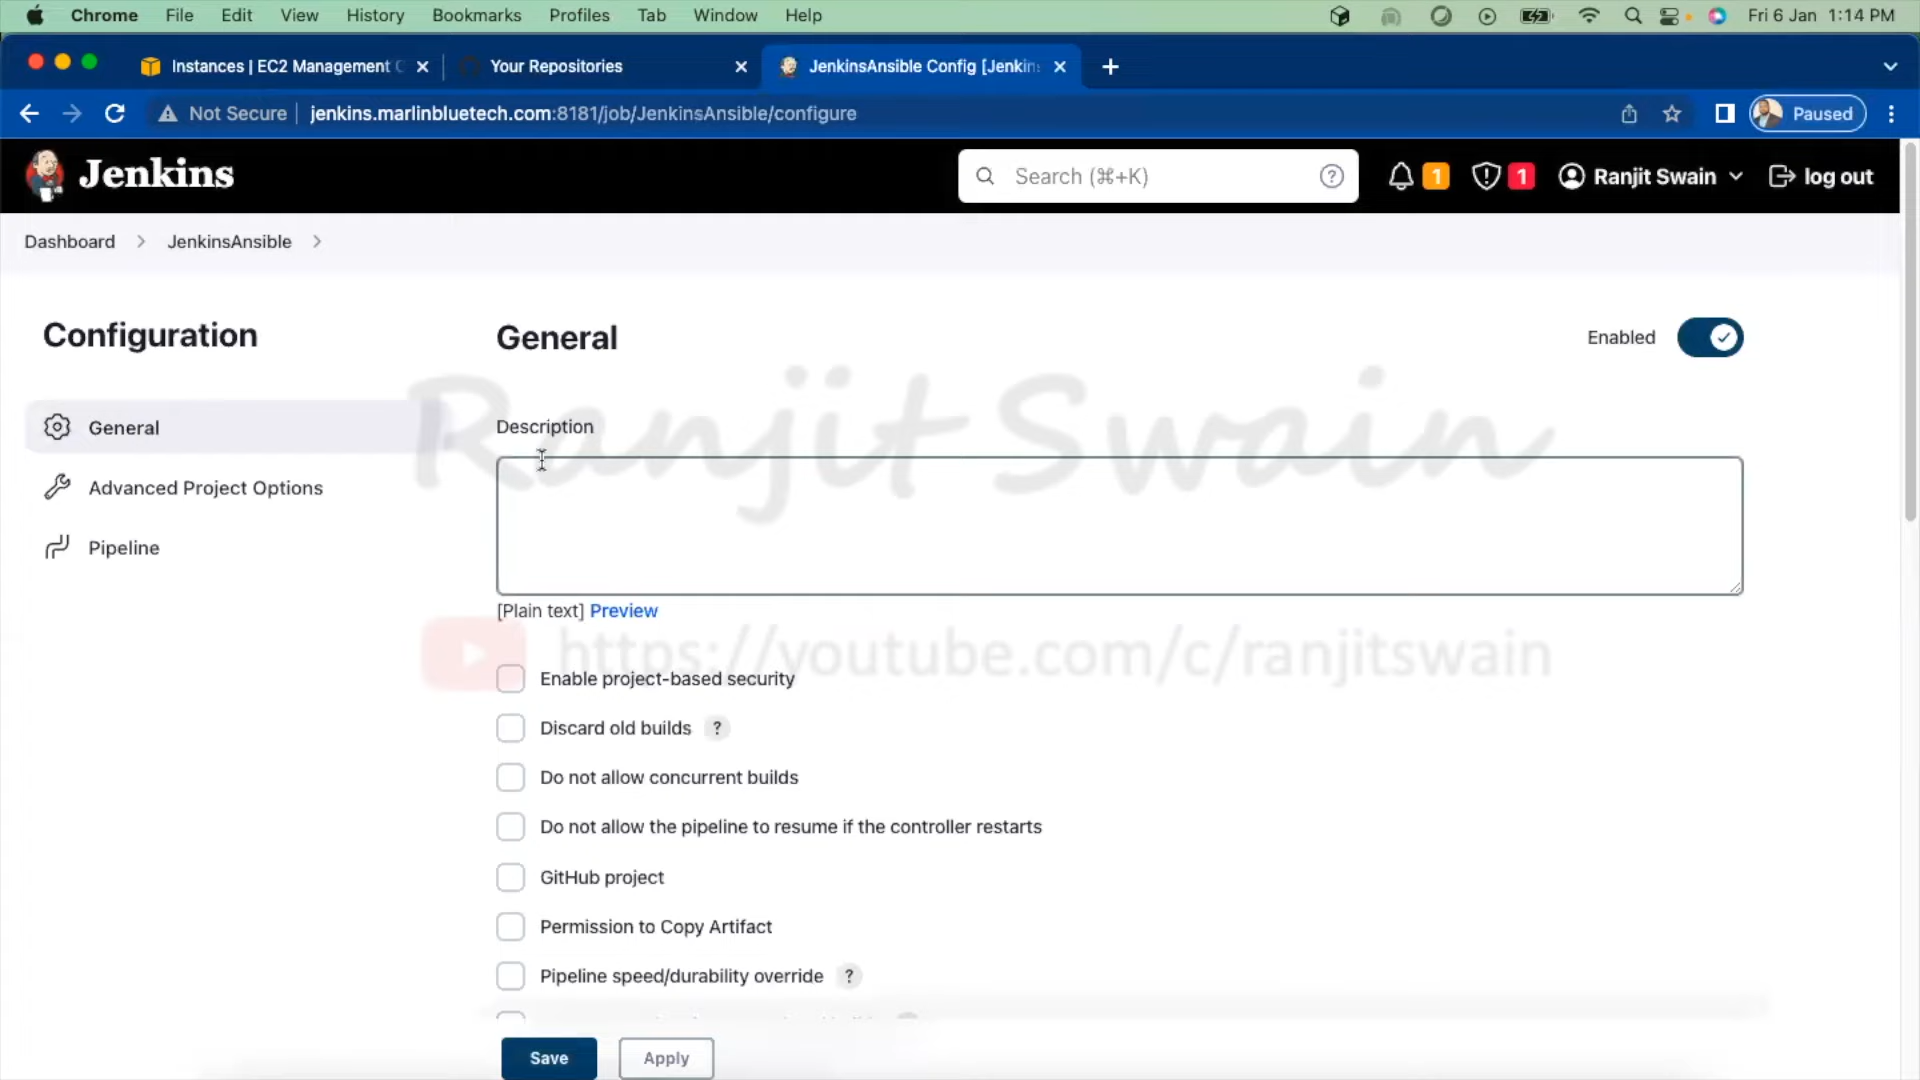 Chrome File Edit View History Bookmarks Profiles Tab Window Help Fri 6 Jan 1:14 PM
Instances | EC2 Management C Your Repositories JenkinsAnsible Config [Jenkin
Not Secure jenkins.marlinbluetech.com:8181/job/JenkinsAnsible/configure Paused
Jenkins Search (⌘+K) ? 1 1 Ranjit Swain log out
Dashboard JenkinsAnsible
Configuration
General
Advanced Project Options
Pipeline
General Enabled
Ranjit Swain
Description
[Plain text] Preview
https://youtube.com/c/ranjitswain
Enable project-based security
Discard old builds ?
Do not allow concurrent builds
Do not allow the pipeline to resume if the controller restarts
GitHub project
Permission to Copy Artifact
Pipeline speed/durability override ?
Save Apply